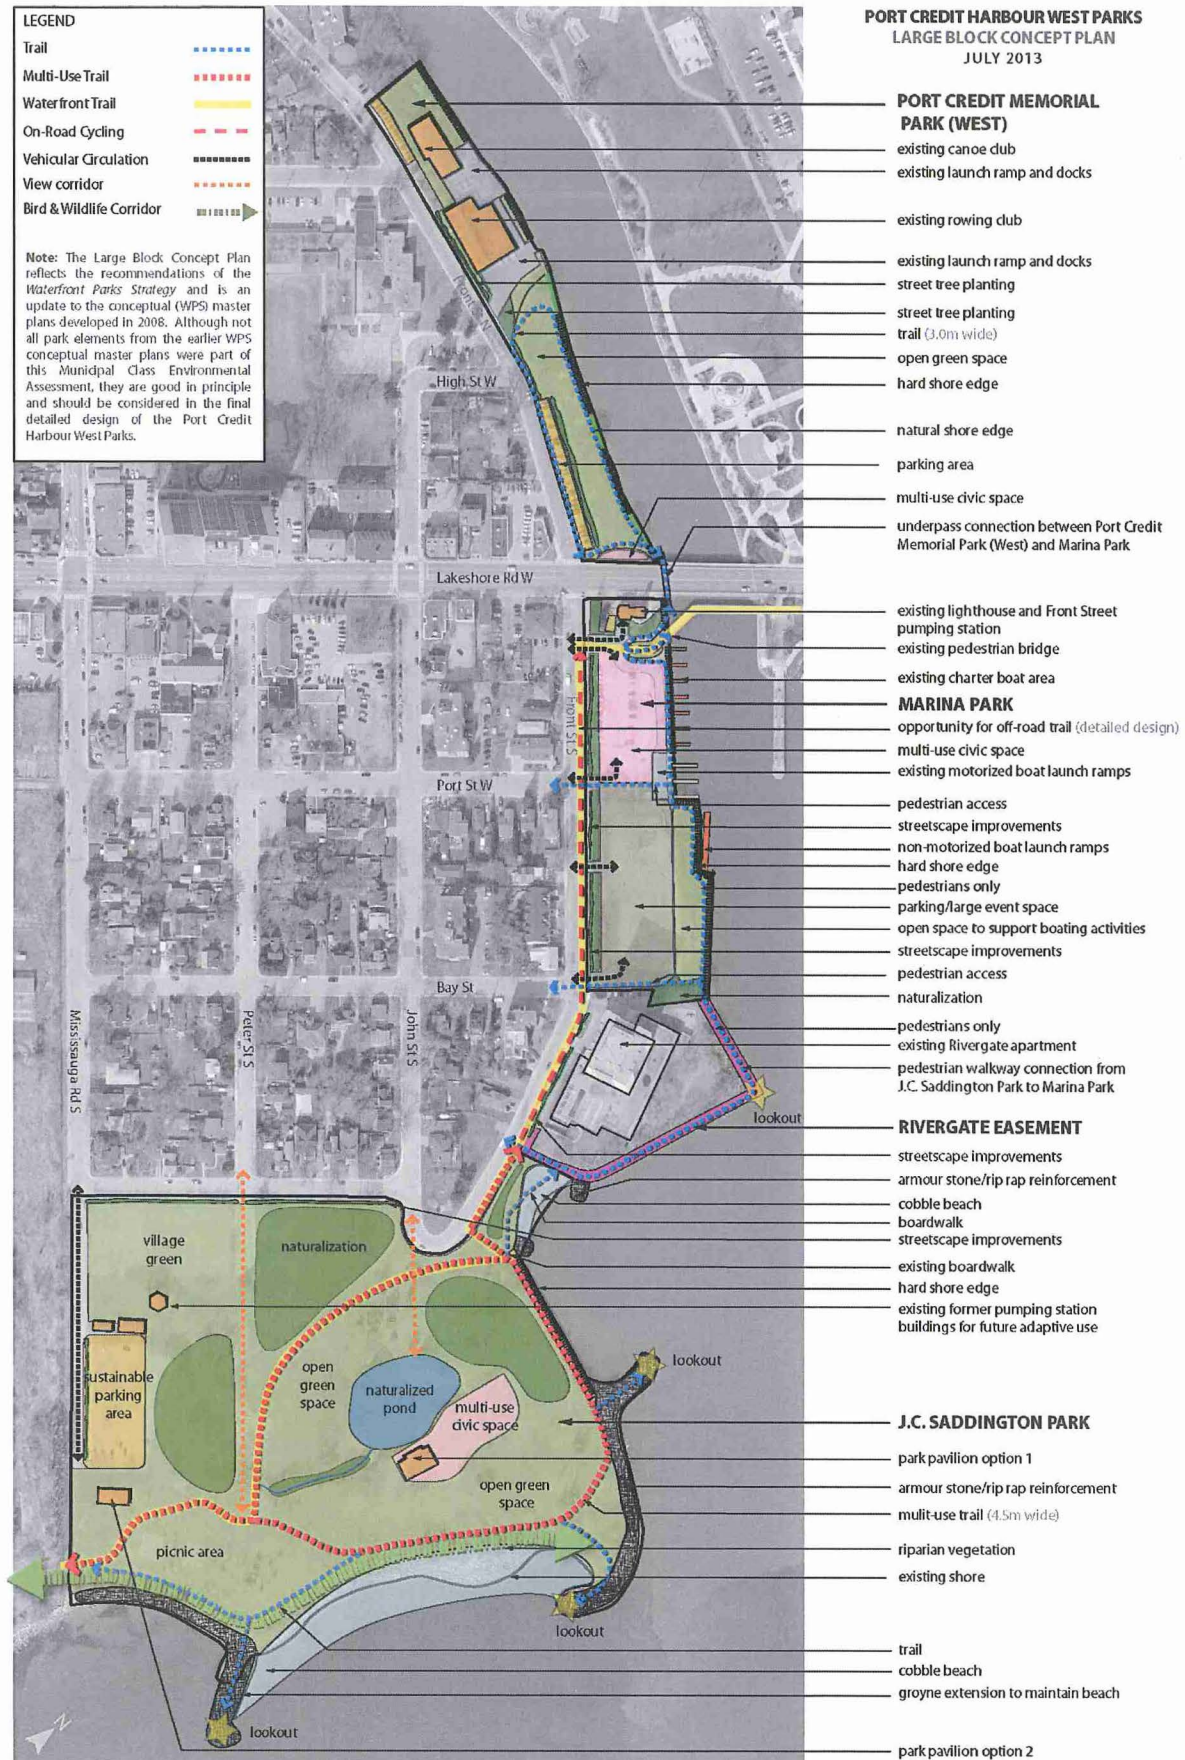 LEGEND
Trail
Multi-Use Trail
Waterfront Trail
On-Road Cycling
Vehicular Circulation
View corridor
Bird & Wildlife Corridor
Note: The Large Block Concept Plan
reflects the recommendations of the
Waterfront Parks Strategy and is an
update to the conceptual (WPS) master
plans developed in 2008. Although not
all park elements from the earlier WPS
conceptual master plans were part of
this Municipal Class Environmental
Assessment, they are good in principle
and should be considered in the final
detailed design of the Port Credit
Harbour West Parks.
PORT CREDIT HARBOUR WEST PARKS
LARGE BLOCK CONCEPT PLAN
JULY 2013
PORT CREDIT MEMORIAL
PARK (WEST)
existing canoe club
existing launch ramp and docks
existing rowing club
existing launch ramp and docks
street tree planting
street tree planting
trail (3.0m wide)
open green space
hard shore edge
natural shore edge
parking area
multi-use civic space
underpass connection between Port Credit
Memorial Park (West) and Marina Park
existing lighthouse and Front Street
pumping station
existing pedestrian bridge
existing charter boat area
MARINA PARK
opportunity for off-road trail (detailed design)
multi-use civic space
existing motorized boat launch ramps
pedestrian access
streetscape improvements
non-motorized boat launch ramps
hard shore edge
pedestrians only
parking/large event space
open space to support boating activities
streetscape improvements
pedestrian access
naturalization
pedestrians only
existing Rivergate apartment
pedestrian walkway connection from
J.C. Saddington Park to Marina Park
RIVERGATE EASEMENT
streetscape improvements
armour stone/rip rap reinforcement
cobble beach
boardwalk
streetscape improvements
existing boardwalk
hard shore edge
existing former pumping station
buildings for future adaptive use
J.C. SADDINGTON PARK
park pavilion option 1
armour stone/rip rap reinforcement
mulit-use trail (4.5m wide)
riparian vegetation
existing shore
trail
cobble beach
groyne extension to maintain beach
park pavilion option 2
Front St N
High St W
Lakeshore Rd W
Front St S
Port St W
Bay St
Mississauga Rd S
Peter St S
John St S
lookout
village
green
naturalization
sustainable
parking
area
open
green
space
naturalized
pond
multi-use
civic space
lookout
open green
space
picnic area
lookout
lookout
N